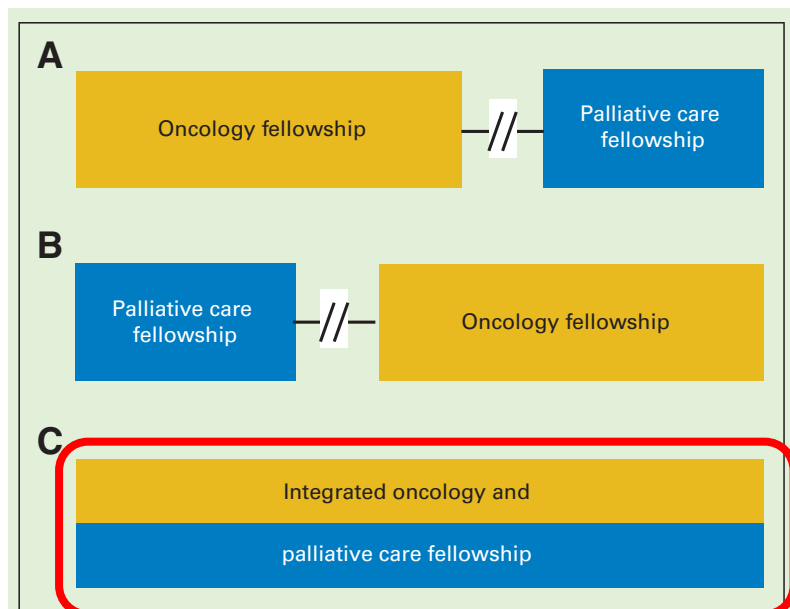 A
Oncology fellowship
Palliative care
fellowship
B
Palliative care
fellowship
Oncology fellowship
C
Integrated oncology and
palliative care fellowship